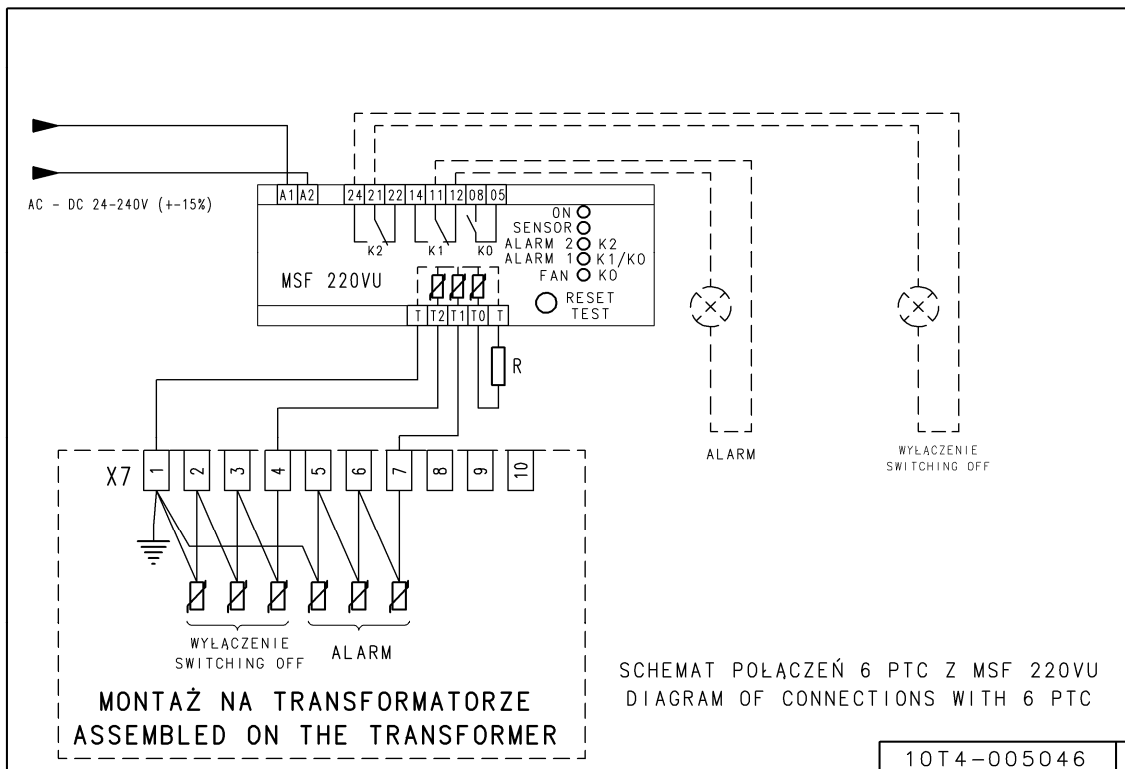 AC - DC 24-240V (+-15%)
A1 A2 24 21 22 14 11 12 08 05
K2 K1 K0
ON
SENSOR
ALARM 2 K2
ALARM 1 K1/K0
FAN K0
MSF 220VU
RESET
TEST
T T2 T1 T0 T
R
ALARM
WYŁĄCZENIE
SWITCHING OFF
X7 1 2 3 4 5 6 7 8 9 10
WYŁĄCZENIE
SWITCHING OFF
ALARM
MONTAŻ NA TRANSFORMATORZE
ASSEMBLED ON THE TRANSFORMER
SCHEMAT POŁĄCZEŃ 6 PTC Z MSF 220VU
DIAGRAM OF CONNECTIONS WITH 6 PTC
10T4-005046